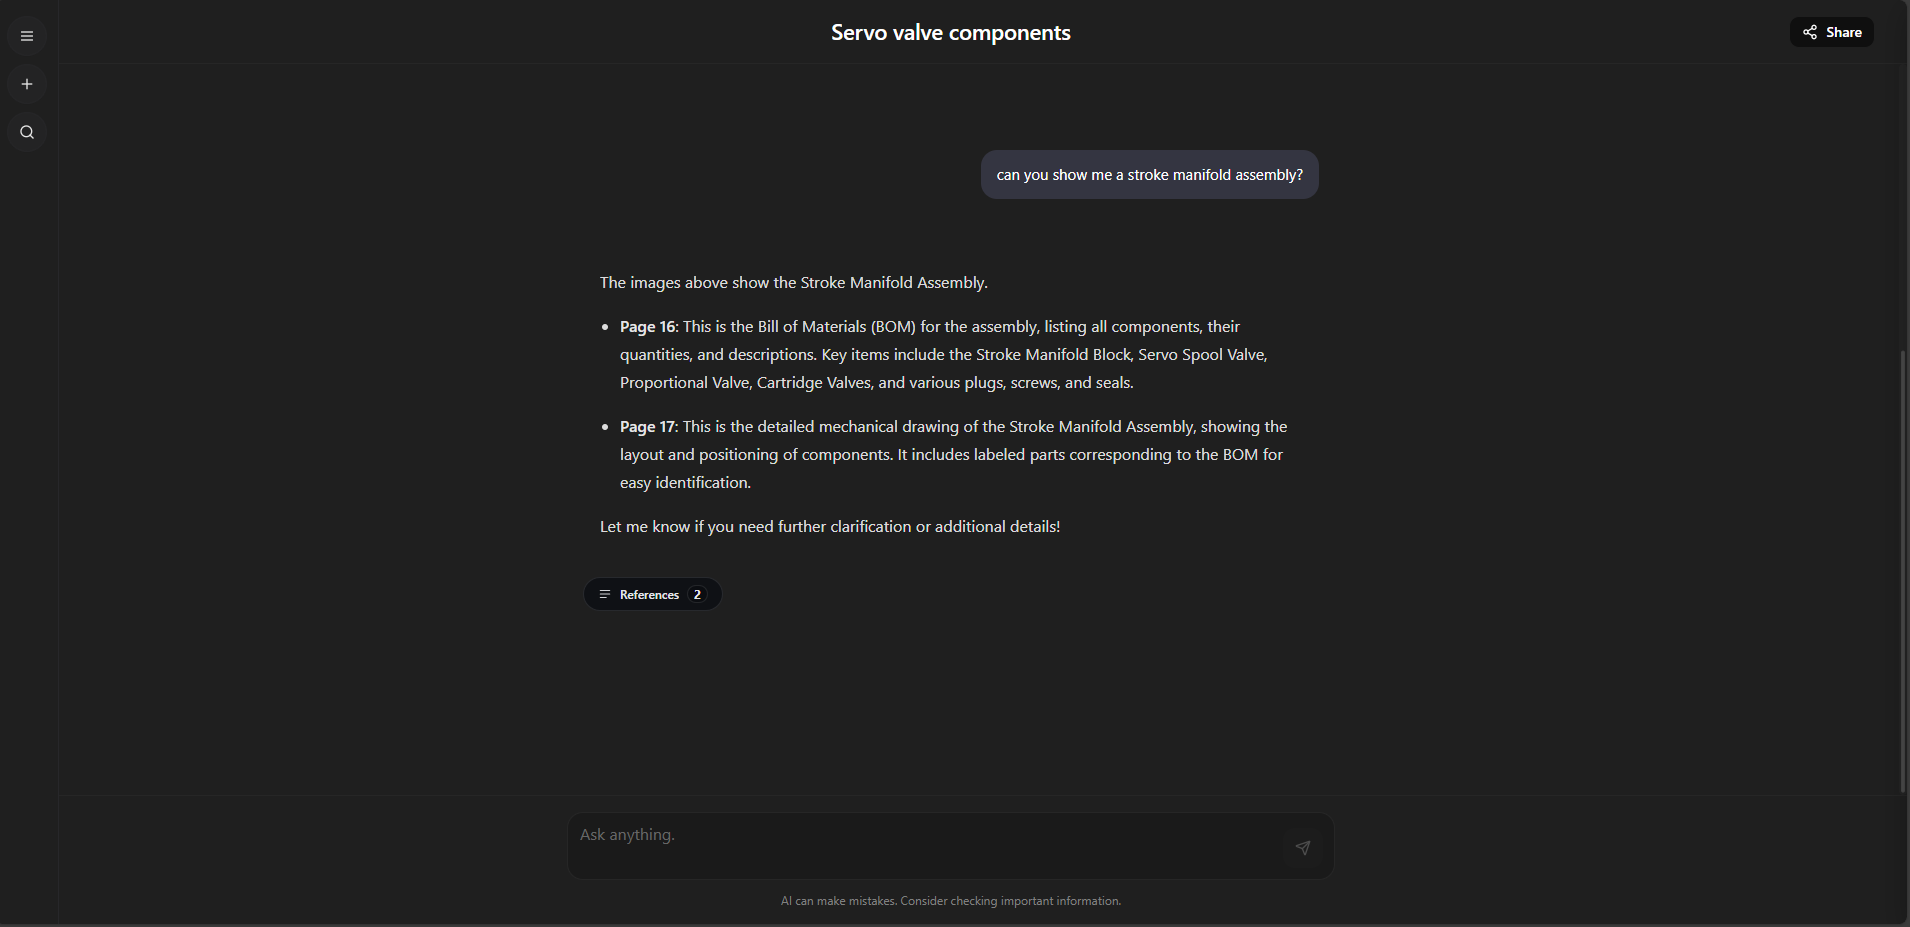 Servo valve components
Share
can you show me a stroke manifold assembly?
The images above show the Stroke Manifold Assembly.
• Page 16: This is the Bill of Materials (BOM) for the assembly, listing all components, their
quantities, and descriptions. Key items include the Stroke Manifold Block, Servo Spool Valve,
Proportional Valve, Cartridge Valves, and various plugs, screws, and seals.
• Page 17: This is the detailed mechanical drawing of the Stroke Manifold Assembly, showing the
layout and positioning of components. It includes labeled parts corresponding to the BOM for
easy identification.
Let me know if you need further clarification or additional details!
References 2
Ask anything.
AI can make mistakes. Consider checking important information.